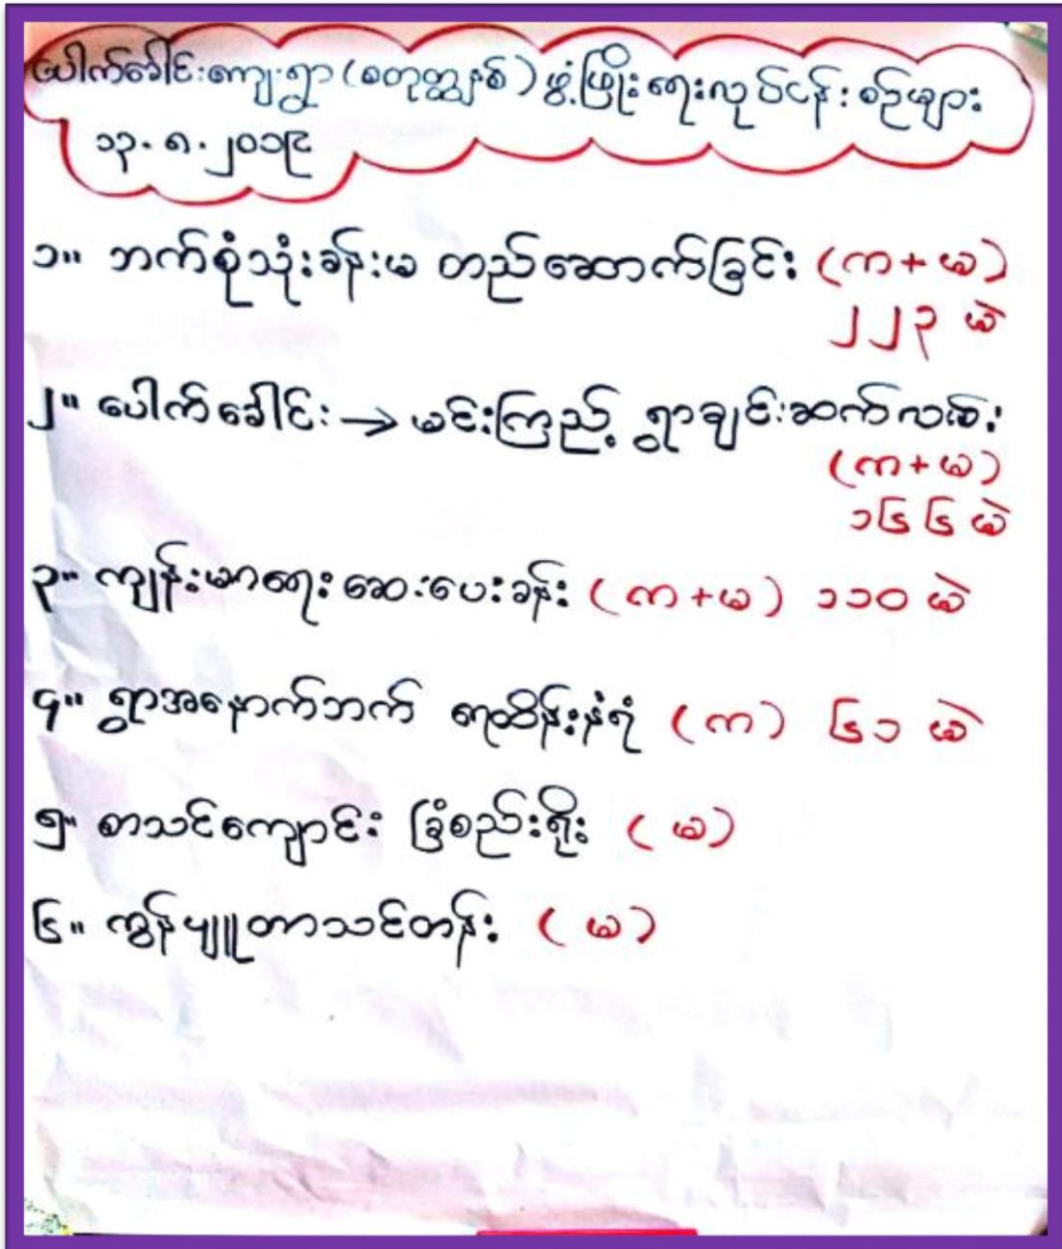 ပေါက်ခေါင်းကျေးရွာ (စတုတ္ထနှစ်) ဖွံ့ဖြိုးရေးလုပ်ငန်းစဉ်များ
၁၃.၈.၂၀၁၉
၁။ ဘက်စုံသုံးခန်းမ တည်ဆောက်ခြင်း (က+မ)
၂၂၃ မဲ
၂။ ပေါက်ခေါင်း → မင်းကြည့် ရွာချင်းဆက်လမ်း
(က+မ)
၁၆၆ မဲ
၃။ ကျန်းမာရေး ဆေးပေးခန်း (က+မ) ၁၁၀ မဲ
၄။ ရွာအနောက်ဘက် ရေထိန်းနံရံ (က) ၆၁ မဲ
၅။ စာသင်ကျောင်း ခြံစည်းရိုး (မ)
၆။ ကွန်ပျူတာသင်တန်း (မ)